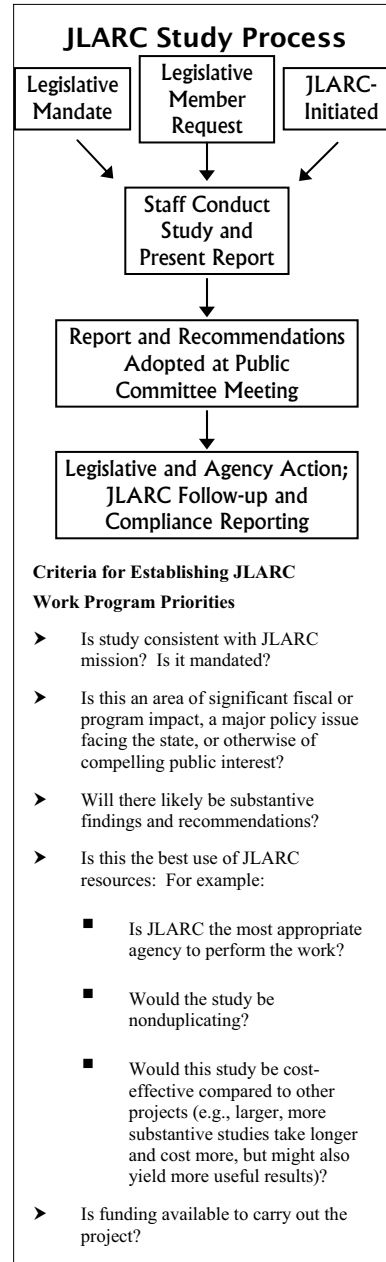 JLARC Study Process
Legislative
Mandate
Legislative
Member
Request
JLARC-
Initiated
Staff Conduct
Study and
Present Report
Report and Recommendations
Adopted at Public
Committee Meeting
Legislative and Agency Action;
JLARC Follow-up and
Compliance Reporting
Criteria for Establishing JLARC
Work Program Priorities
➤ Is study consistent with JLARC
mission? Is it mandated?
➤ Is this an area of significant fiscal or
program impact, a major policy issue
facing the state, or otherwise of
compelling public interest?
➤ Will there likely be substantive
findings and recommendations?
➤ Is this the best use of JLARC
resources: For example:
■ Is JLARC the most appropriate
agency to perform the work?
■ Would the study be
nonduplicating?
■ Would this study be cost-
effective compared to other
projects (e.g., larger, more
substantive studies take longer
and cost more, but might also
yield more useful results)?
➤ Is funding available to carry out the
project?